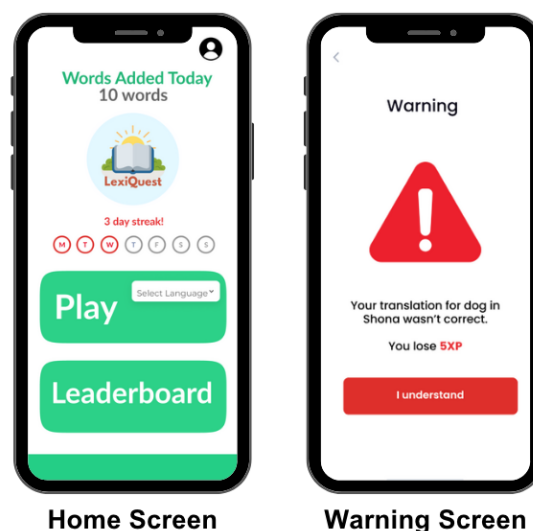 Words Added Today
10 words
LexiQuest
3 day streak!
M T W T F S S
Play
Select Language
Leaderboard
Home Screen
Warning
!
Your translation for dog in
Shona wasn't correct.
You lose 5XP
I understand
Warning Screen